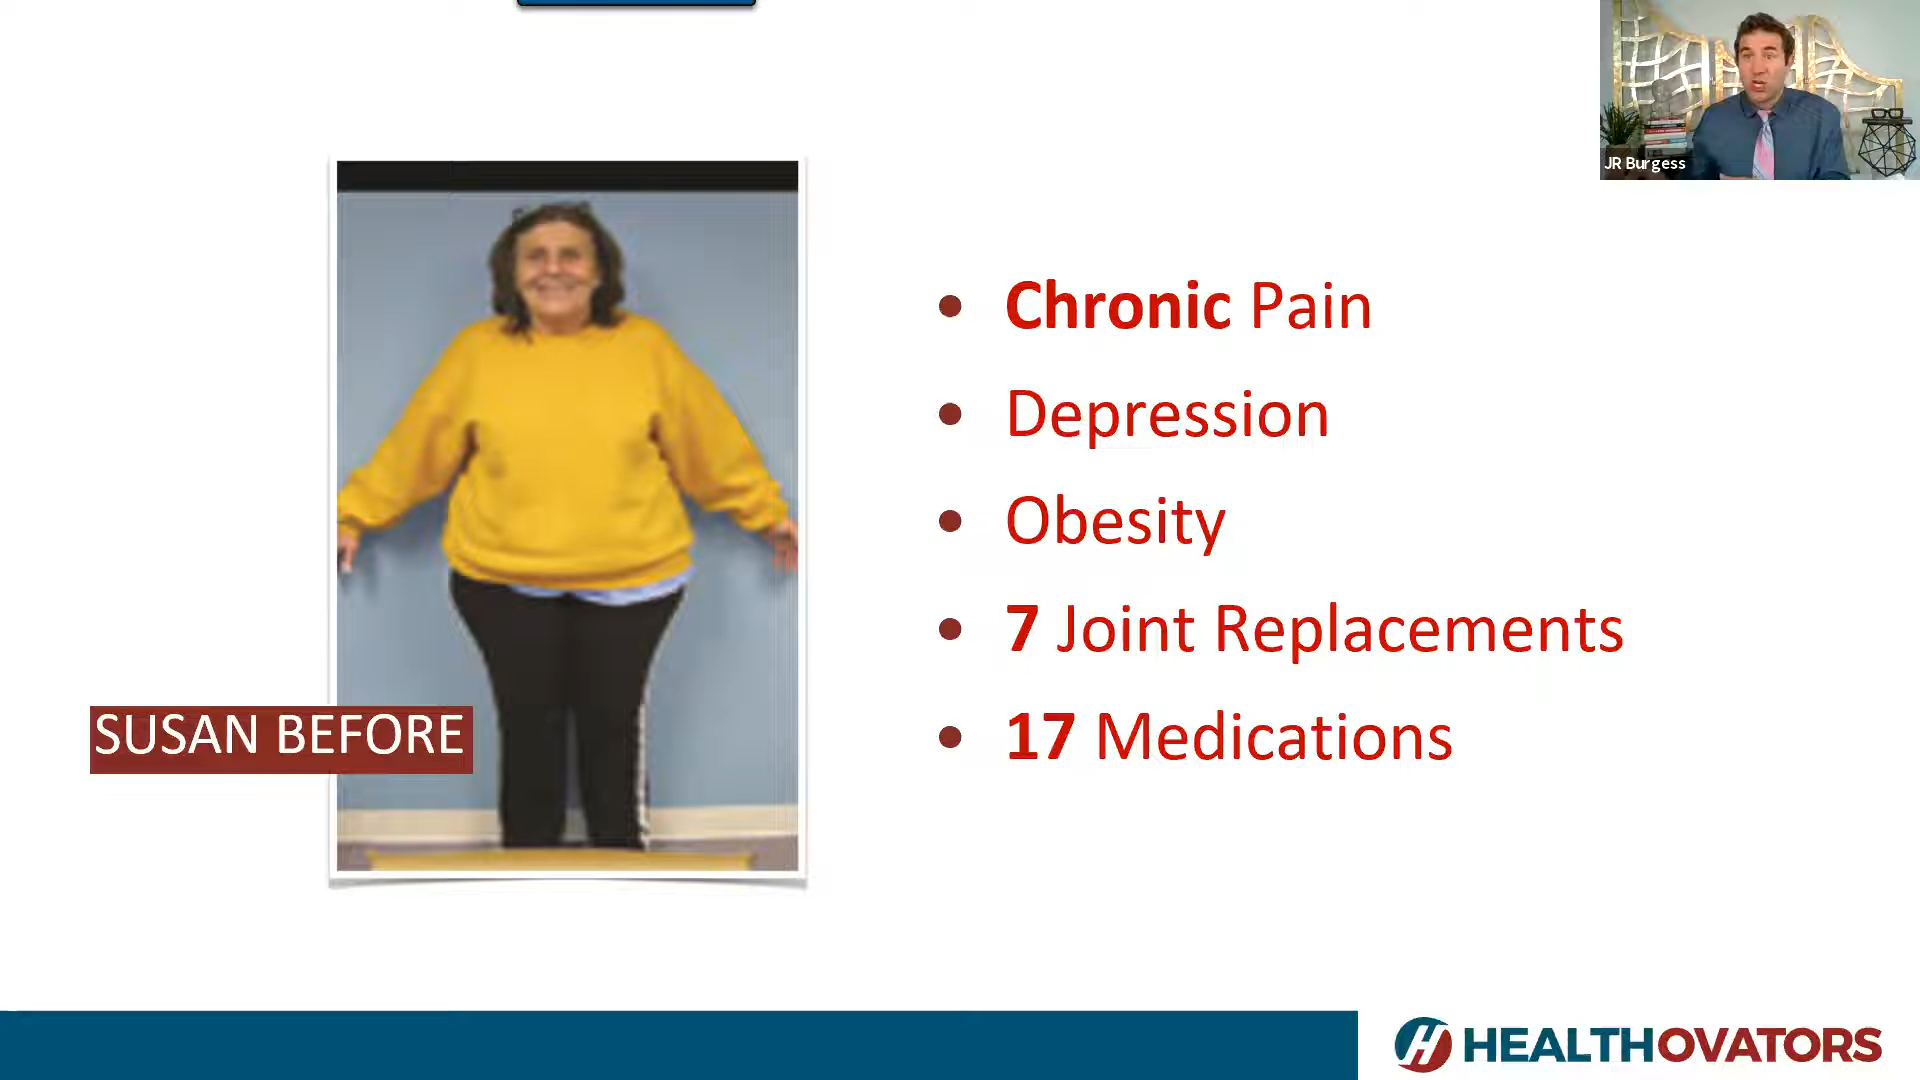 JR Burgess
Chronic Pain
Depression
Obesity
7 Joint Replacements
17 Medications
SUSAN BEFORE
HEALTHOVATORS